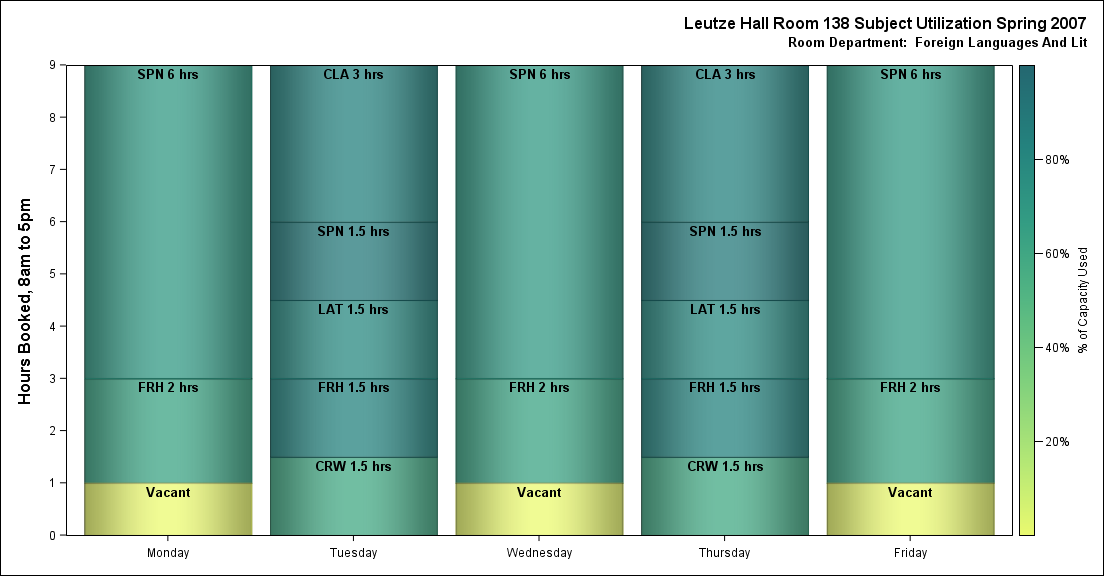 Leutze Hall Room 138 Subject Utilization Spring 2007
Room Department:  Foreign Languages And Lit
Hours Booked, 8am to 5pm
9
8
7
6
5
4
3
2
1
0
SPN 6 hrs
FRH 2 hrs
Vacant
CLA 3 hrs
SPN 1.5 hrs
LAT 1.5 hrs
FRH 1.5 hrs
CRW 1.5 hrs
SPN 6 hrs
FRH 2 hrs
Vacant
CLA 3 hrs
SPN 1.5 hrs
LAT 1.5 hrs
FRH 1.5 hrs
CRW 1.5 hrs
SPN 6 hrs
FRH 2 hrs
Vacant
Monday
Tuesday
Wednesday
Thursday
Friday
80%
60%
40%
20%
% of Capacity Used